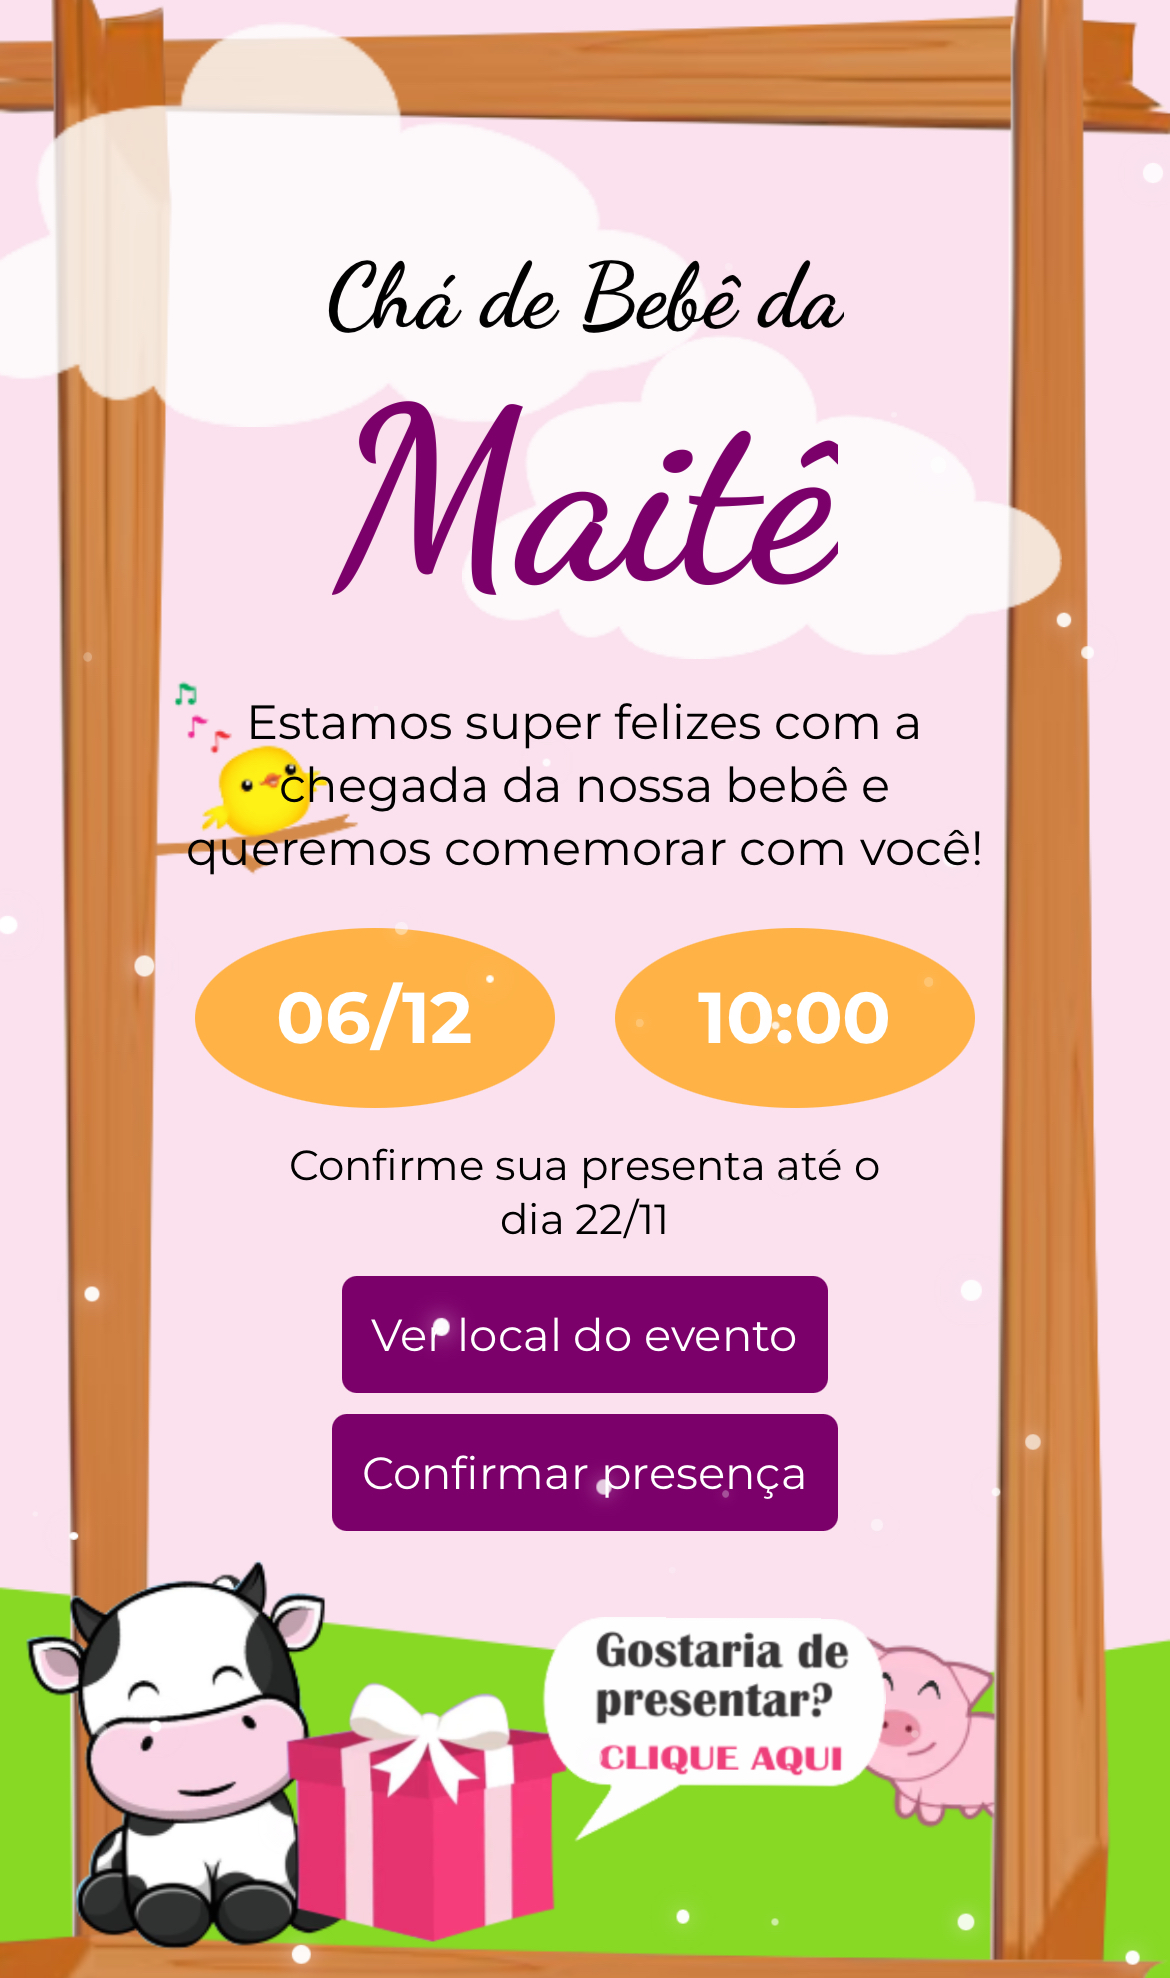 Chá de Bebê da
Maitê
Estamos super felizes com a
chegada da nossa bebê e
queremos comemorar com você!
06/12
10:00
Confirme sua presenta até o
dia 22/11
Ver local do evento
Confirmar presença
Gostaria de
presentar?
CLIQUE AQUI